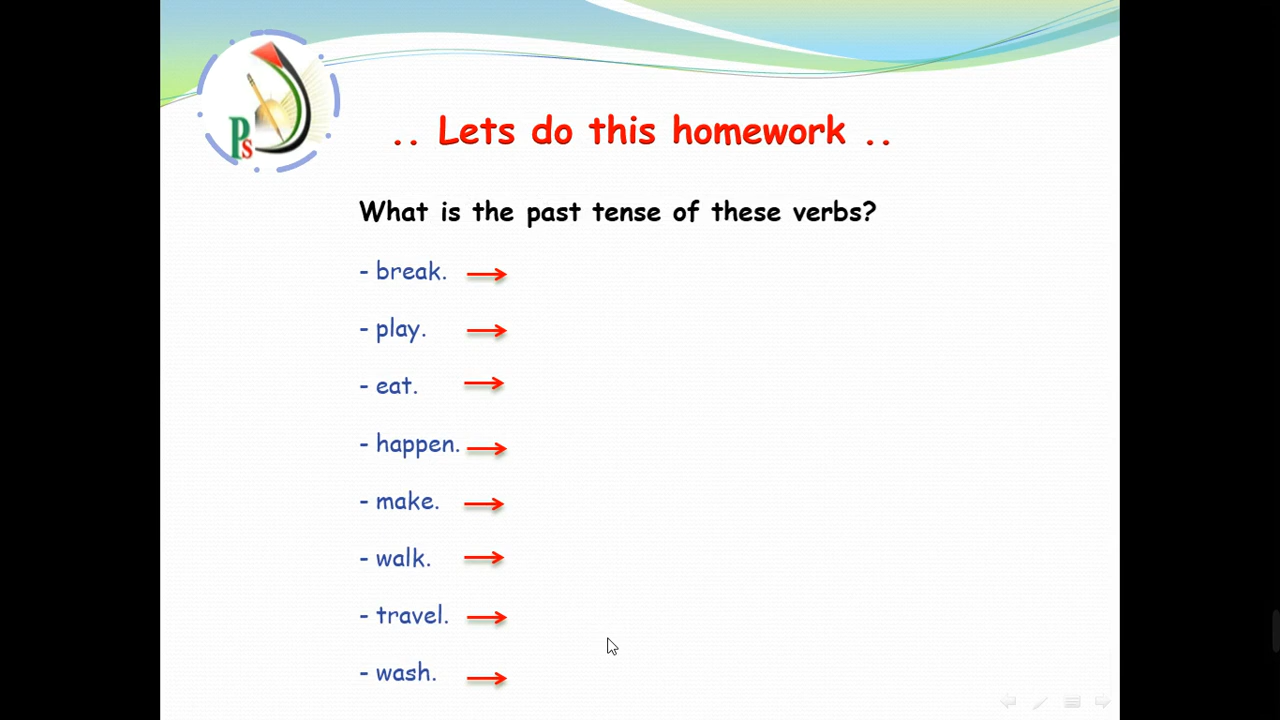 Ps
.. Lets do this homework ..
What is the past tense of these verbs?
- break. →
- play. →
- eat. →
- happen. →
- make. →
- walk. →
- travel. →
- wash. →